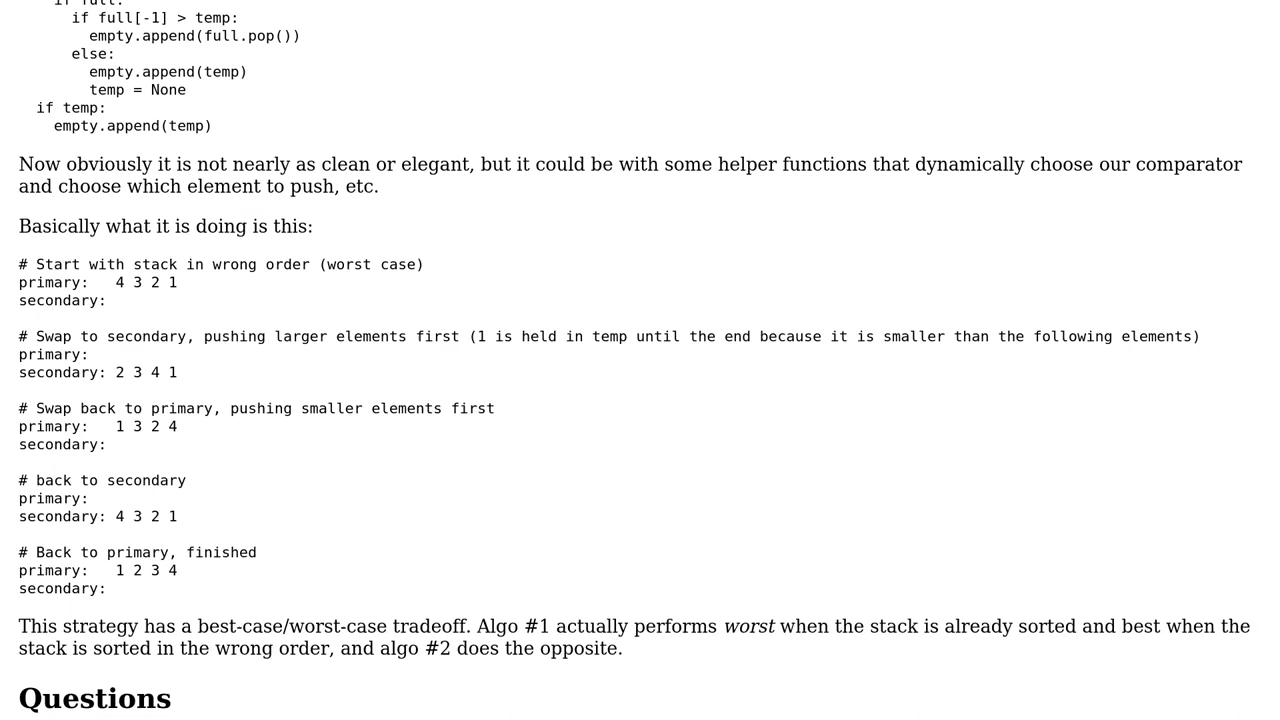 if full:
if full[-1] > temp:
empty.append(full.pop())
else:
empty.append(temp)
temp = None
if temp:
empty.append(temp)
Now obviously it is not nearly as clean or elegant, but it could be with some helper functions that dynamically choose our comparator
and choose which element to push, etc.
Basically what it is doing is this:
# Start with stack in wrong order (worst case)
primary:   4 3 2 1
secondary:
# Swap to secondary, pushing larger elements first (1 is held in temp until the end because it is smaller than the following elements)
primary:
secondary: 2 3 4 1
# Swap back to primary, pushing smaller elements first
primary:   1 3 2 4
secondary:
# back to secondary
primary:
secondary: 4 3 2 1
# Back to primary, finished
primary:   1 2 3 4
secondary:
This strategy has a best-case/worst-case tradeoff. Algo #1 actually performs worst when the stack is already sorted and best when the
stack is sorted in the wrong order, and algo #2 does the opposite.
Questions